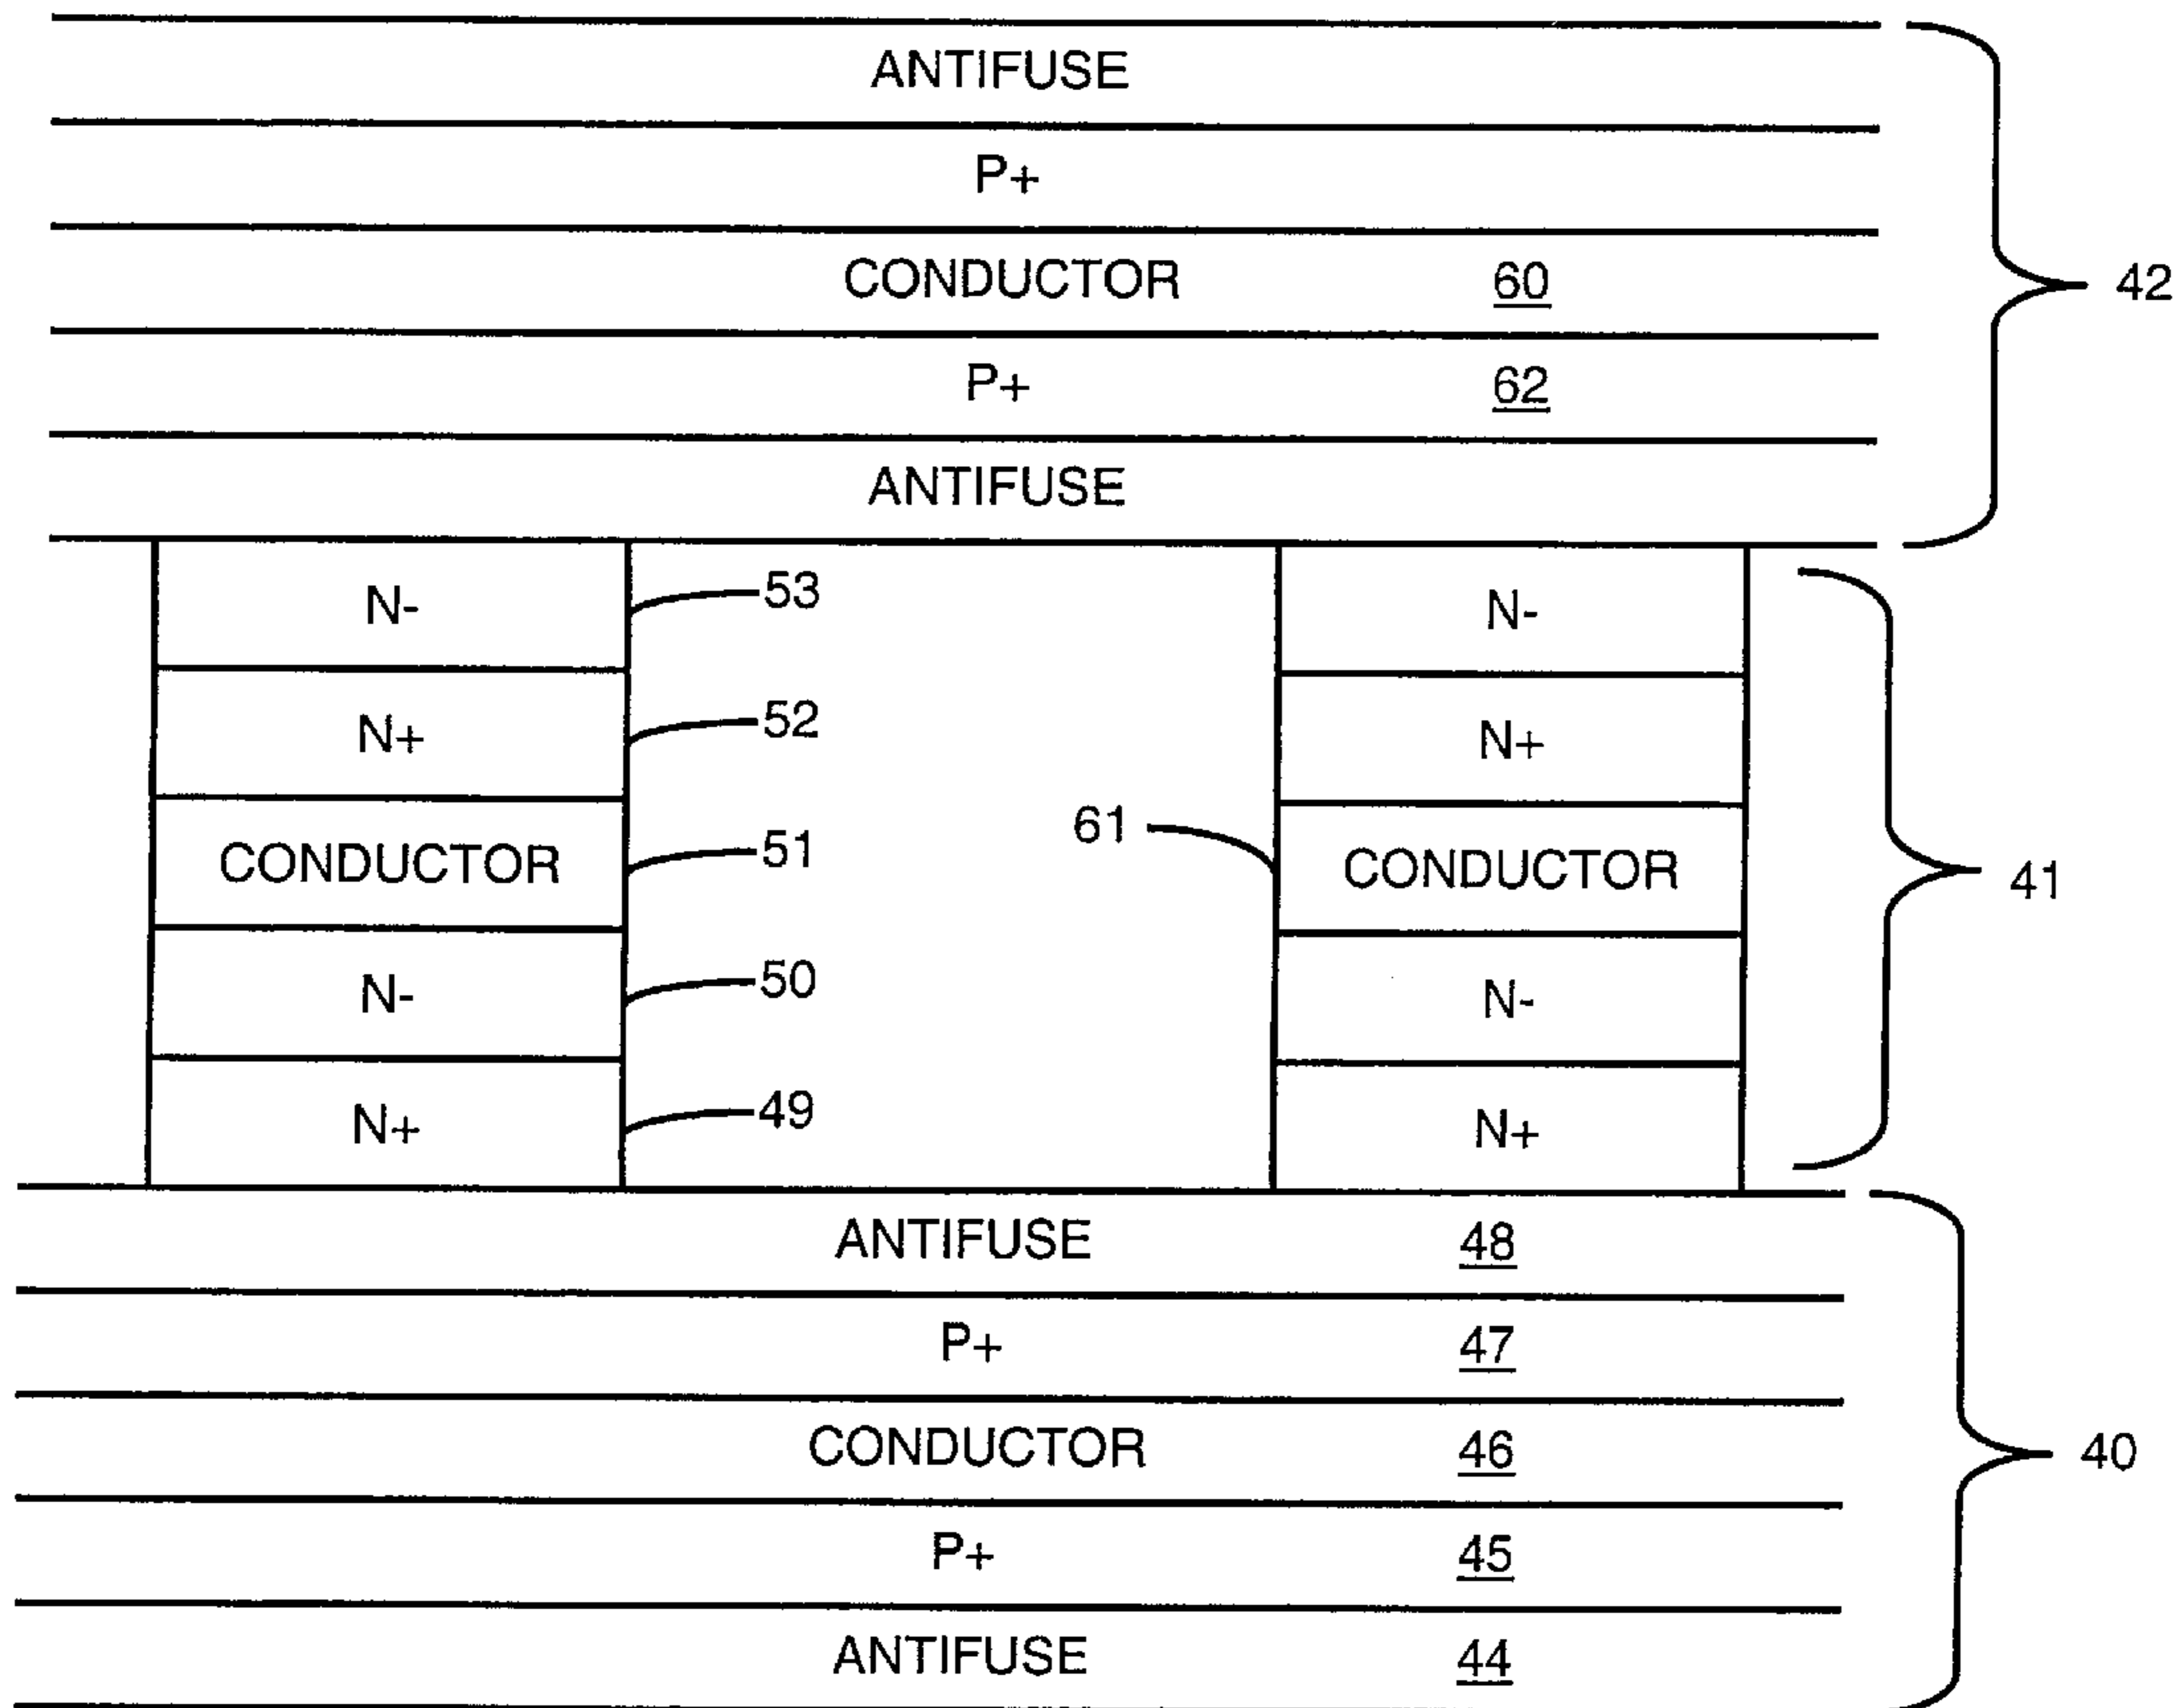 ANTIFUSE
P+
CONDUCTOR 60
42
P+ 62
ANTIFUSE
N- 53 N-
N+ 52 N+
CONDUCTOR 51 61 CONDUCTOR
41
N- 50 N-
N+ 49 N+
ANTIFUSE 48
P+ 47
CONDUCTOR 46
40
P+ 45
ANTIFUSE 44